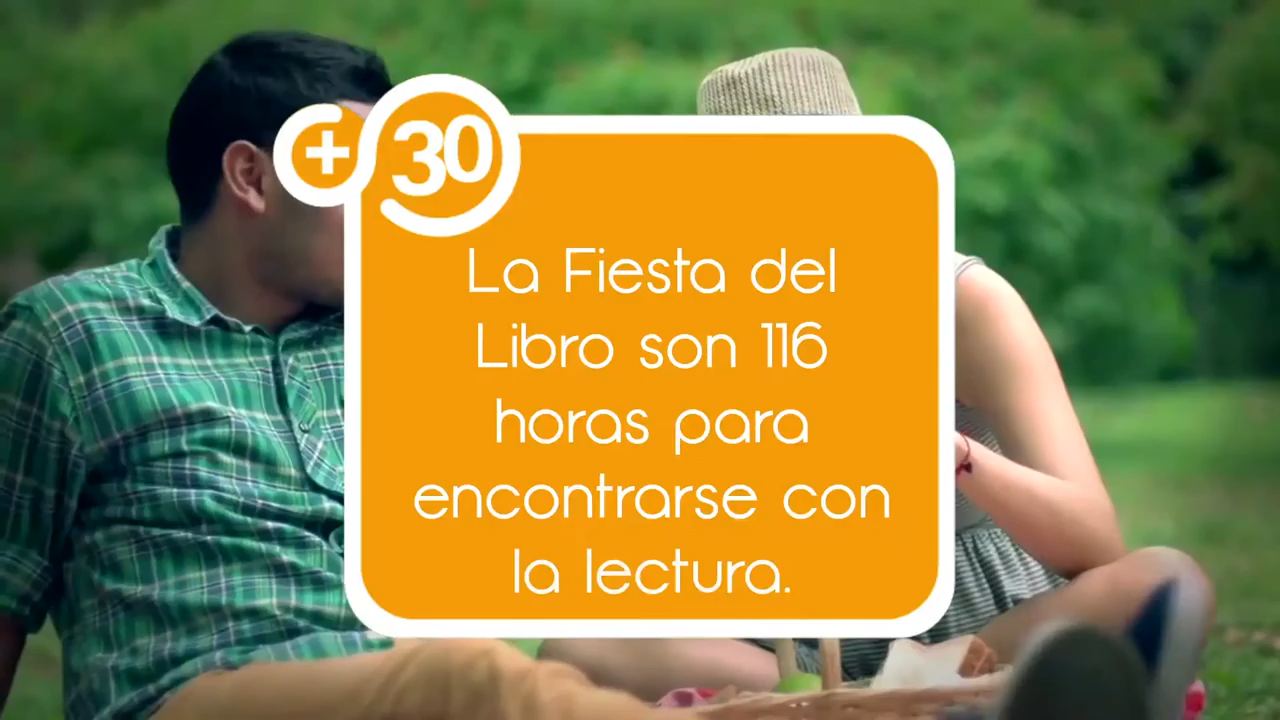 +30
La Fiesta del
Libro son 116
horas para
encontrarse con
la lectura.